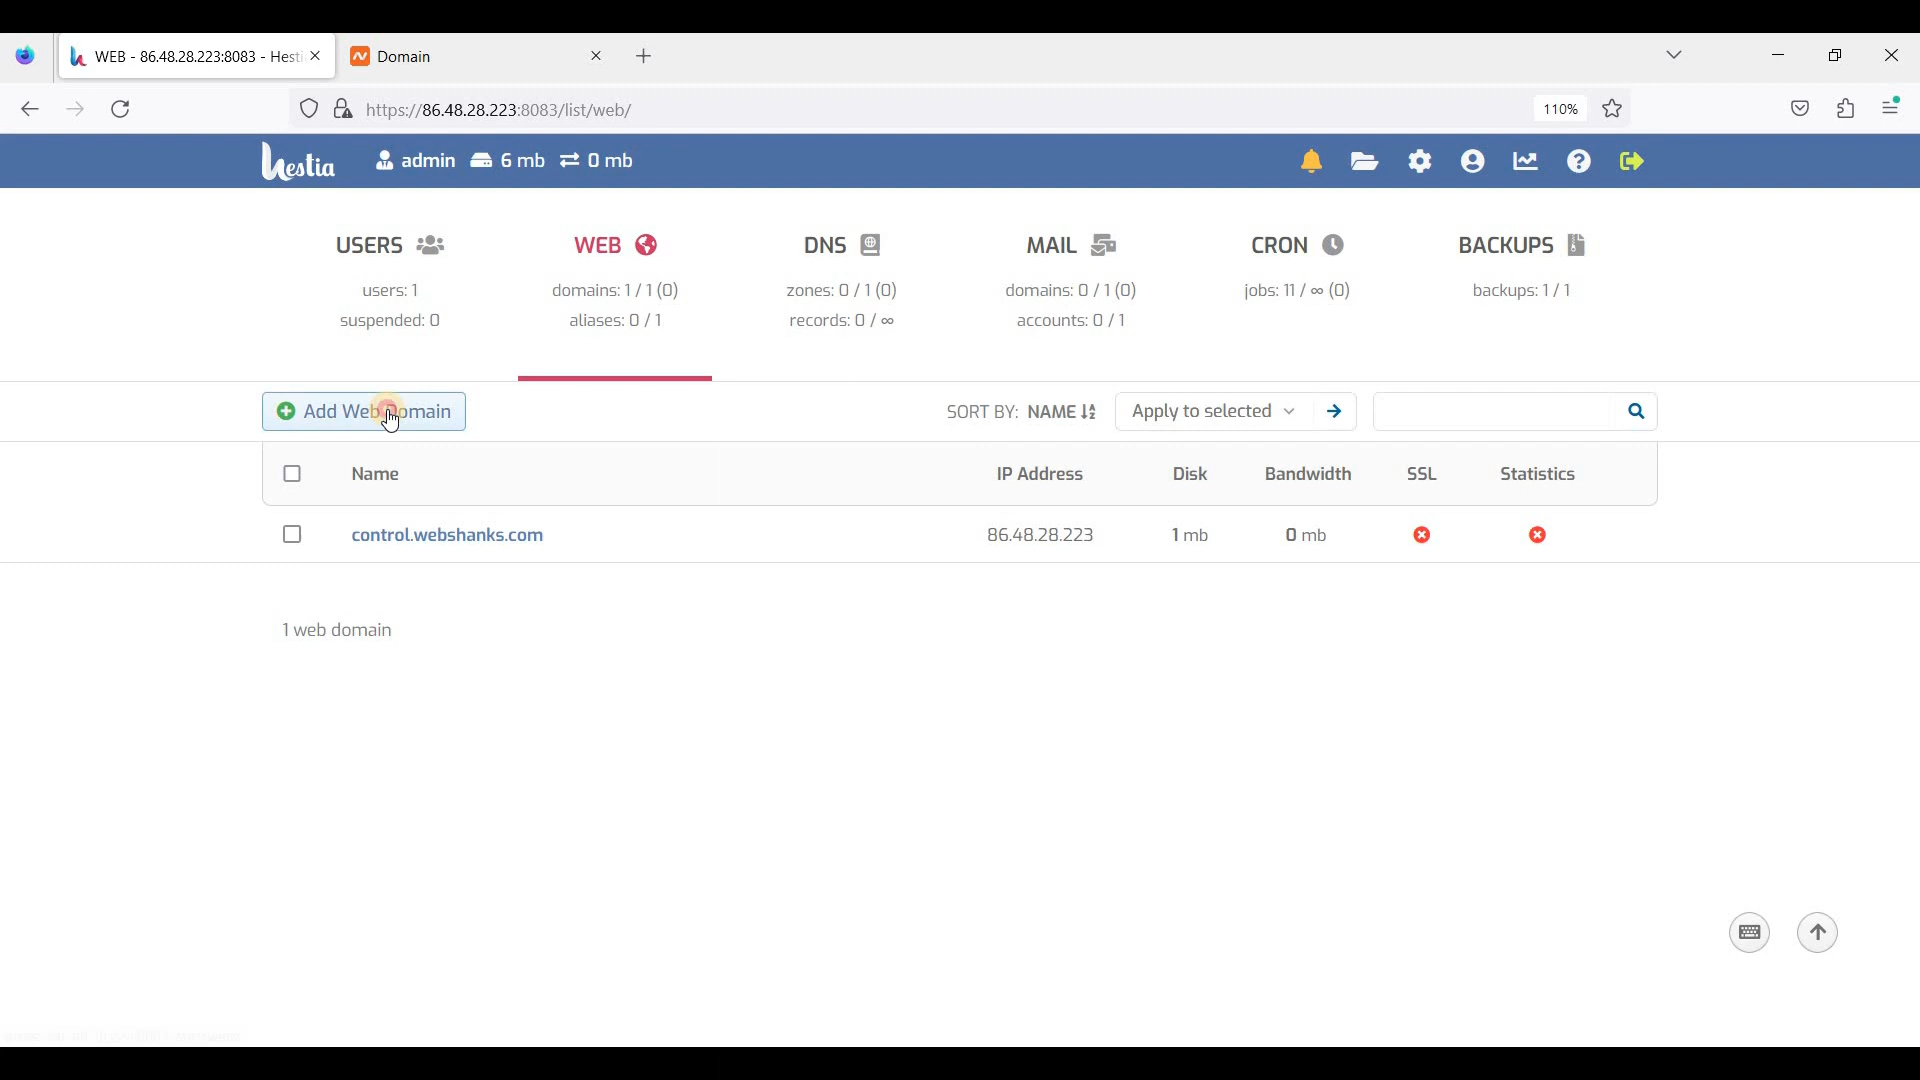 WEB - 86.48.28.223:8083 - Hesti
Domain
https://86.48.28.223:8083/list/web/
110%
hestia
admin 6 mb 0 mb
USERS
users: 1
suspended: 0
WEB
domains: 1 / 1 (0)
aliases: 0 / 1
DNS
zones: 0 / 1 (0)
records: 0 / ∞
MAIL
domains: 0 / 1 (0)
accounts: 0 / 1
CRON
jobs: 11 / ∞ (0)
BACKUPS
backups: 1 / 1
Add Web Domain
SORT BY: NAME
Apply to selected
Name IP Address Disk Bandwidth SSL Statistics
control.webshanks.com 86.48.28.223 1 mb 0 mb
1 web domain